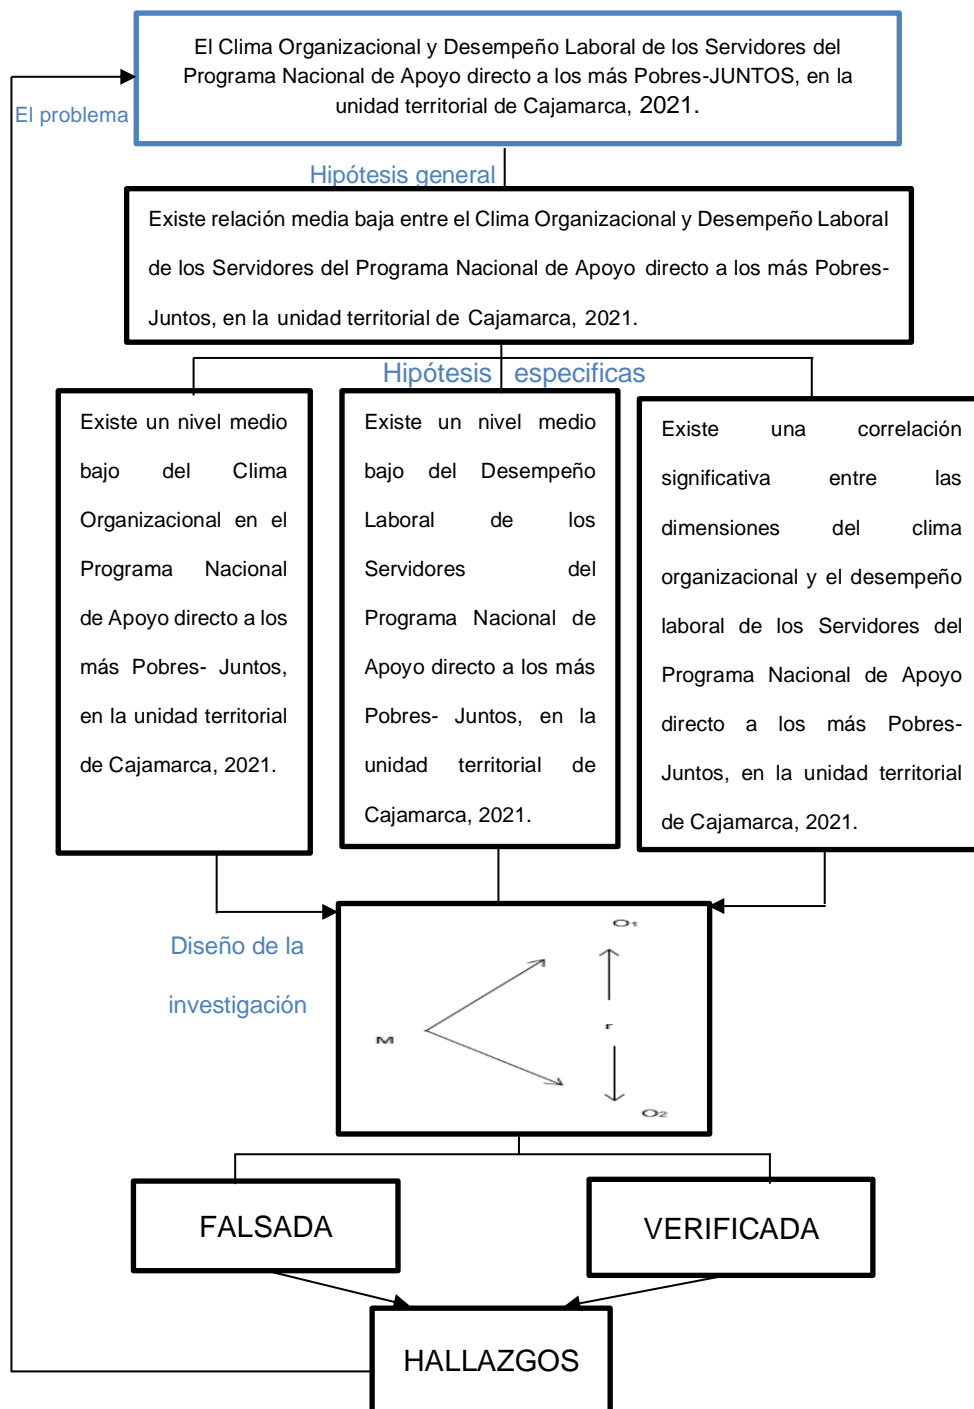 El Clima Organizacional y Desempeño Laboral de los Servidores del
Programa Nacional de Apoyo directo a los más Pobres-JUNTOS, en la
unidad territorial de Cajamarca, 2021.
El problema
Hipótesis general
Existe relación media baja entre el Clima Organizacional y Desempeño Laboral
de los Servidores del Programa Nacional de Apoyo directo a los más Pobres-
Juntos, en la unidad territorial de Cajamarca, 2021.
Hipótesis especificas
Existe un nivel medio
bajo del Clima
Organizacional en el
Programa Nacional
de Apoyo directo a los
más Pobres- Juntos,
en la unidad territorial
de Cajamarca, 2021.
Existe un nivel medio
bajo del Desempeño
Laboral de los
Servidores del
Programa Nacional de
Apoyo directo a los más
Pobres- Juntos, en la
unidad territorial de
Cajamarca, 2021.
Existe una correlación
significativa entre las
dimensiones del clima
organizacional y el desempeño
laboral de los Servidores del
Programa Nacional de Apoyo
directo a los más Pobres-
Juntos, en la unidad territorial
de Cajamarca, 2021.
Diseño de la
investigación
O₁
M
r
O₂
FALSADA
VERIFICADA
HALLAZGOS